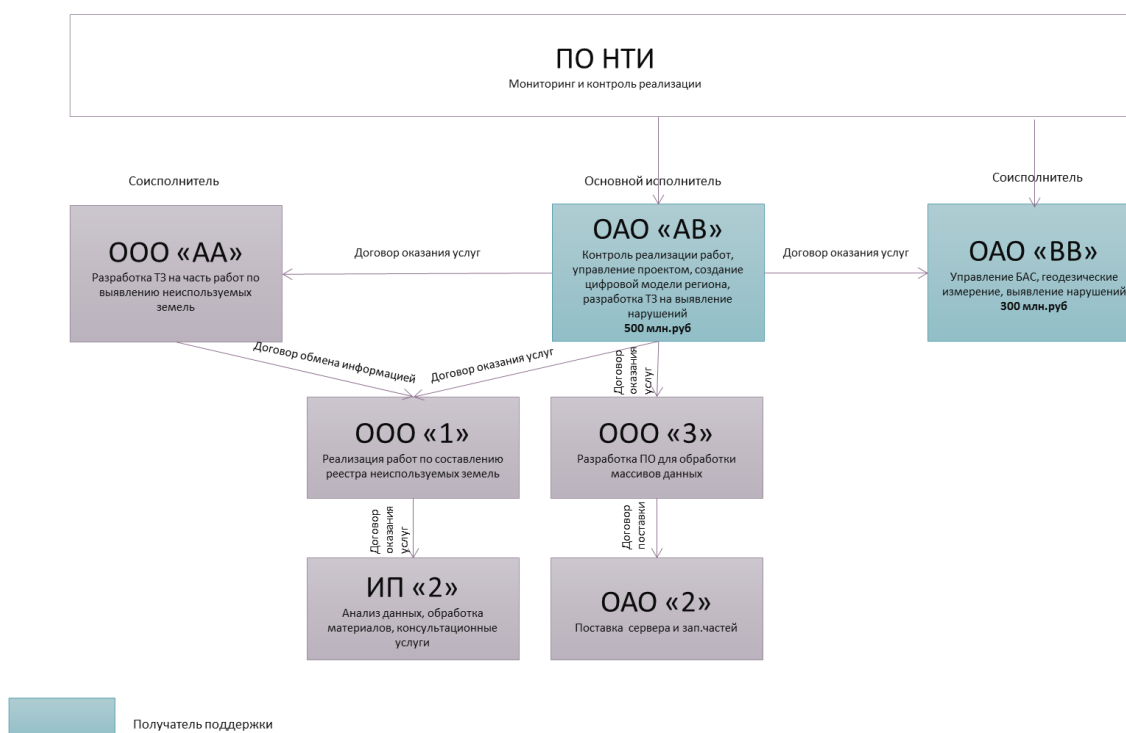 ПО НТИ
Мониторинг и контроль реализации
Соисполнитель
Основной исполнитель
Соисполнитель
ООО «АА»
Разработка ТЗ на часть работ по
выявлению неиспользуемых
земель
Договор оказания услуг
ОАО «АВ»
Контроль реализации работ,
управление проектом, создание
цифровой модели региона,
разработка ТЗ на выявление
нарушений
500 млн.руб
Договор оказания услуг
ОАО «ВВ»
Управление БАС, геодезические
измерение, выявление нарушений
300 млн.руб
Договор обмена информацией
Договор оказания услуг
Договор
оказания
услуг
ООО «1»
Реализация работ по составлению
реестра неиспользуемых земель
ООО «3»
Разработка ПО для обработки
массивов данных
Договор
оказания
услуг
Договор
поставки
ИП «2»
Анализ данных, обработка
материалов, консультационные
услуги
ОАО «2»
Поставка сервера и зап.частей
Получатель поддержки